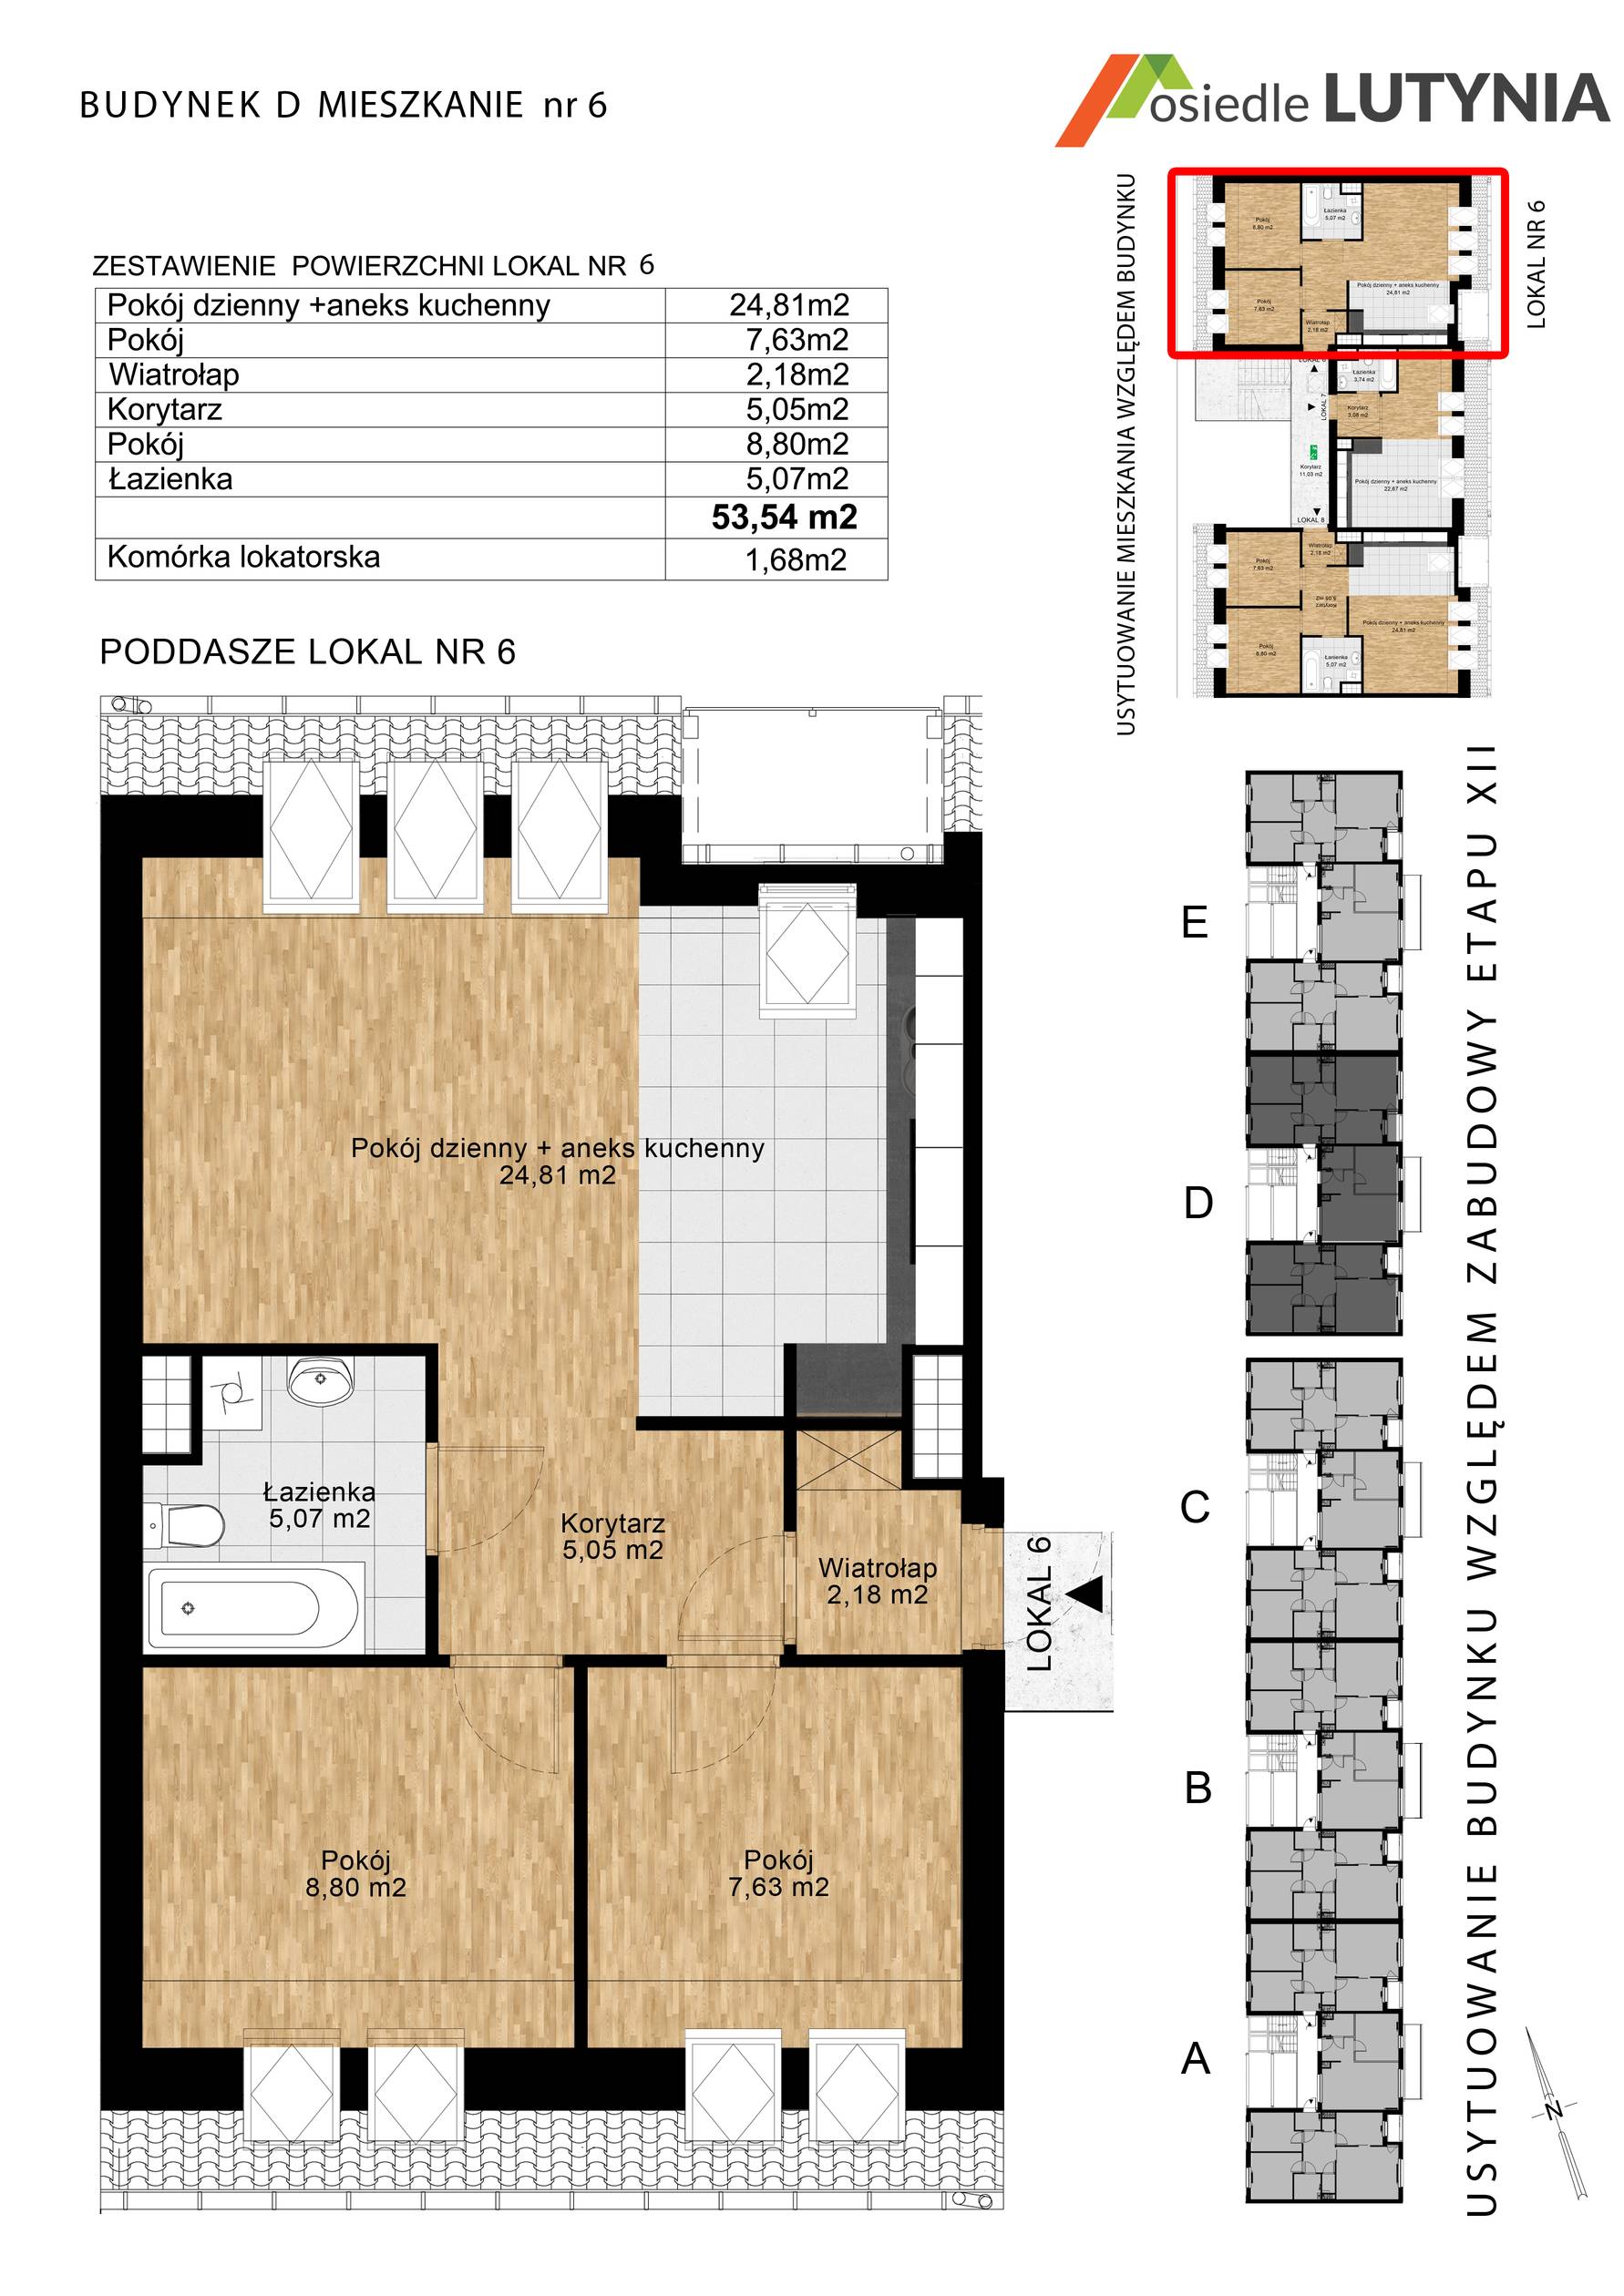 BUDYNEK D MIESZKANIE nr 6
osiedle LUTYNIA
ZESTAWIENIE POWIERZCHNI LOKAL NR 6
Pokój dzienny +aneks kuchenny 24,81m2
Pokój 7,63m2
Wiatrołap 2,18m2
Korytarz 5,05m2
Pokój 8,80m2
Łazienka 5,07m2
53,54 m2
Komórka lokatorska 1,68m2
USYTUOWANIE MIESZKANIA WZGLĘDEM BUDYNKU
LOKAL NR 6
Pokój
8,80 m2
Łazienka
5,07 m2
Pokój dzienny + aneks kuchenny
24,81 m2
Pokój
7,63 m2
Wiatrołap
2,18 m2
LOKAL 6
Łazienka
3,74 m2
LOKAL 7
Korytarz
3,08 m2
Korytarz
11,03 m2
Pokój dzienny + aneks kuchenny
22,67 m2
LOKAL 8
Wiatrołap
2,18 m2
Pokój
7,63 m2
Korytarz
5,05 m2
Pokój dzienny + aneks kuchenny
24,81 m2
Pokój
8,80 m2
Łazienka
5,07 m2
PODDASZE LOKAL NR 6
Pokój dzienny + aneks kuchenny
24,81 m2
Łazienka
5,07 m2
Korytarz
5,05 m2
Wiatrołap
2,18 m2
LOKAL 6
Pokój
8,80 m2
Pokój
7,63 m2
E
D
C
B
A
USYTUOWANIE BUDYNKU WZGLĘDEM ZABUDOWY ETAPU XII
N